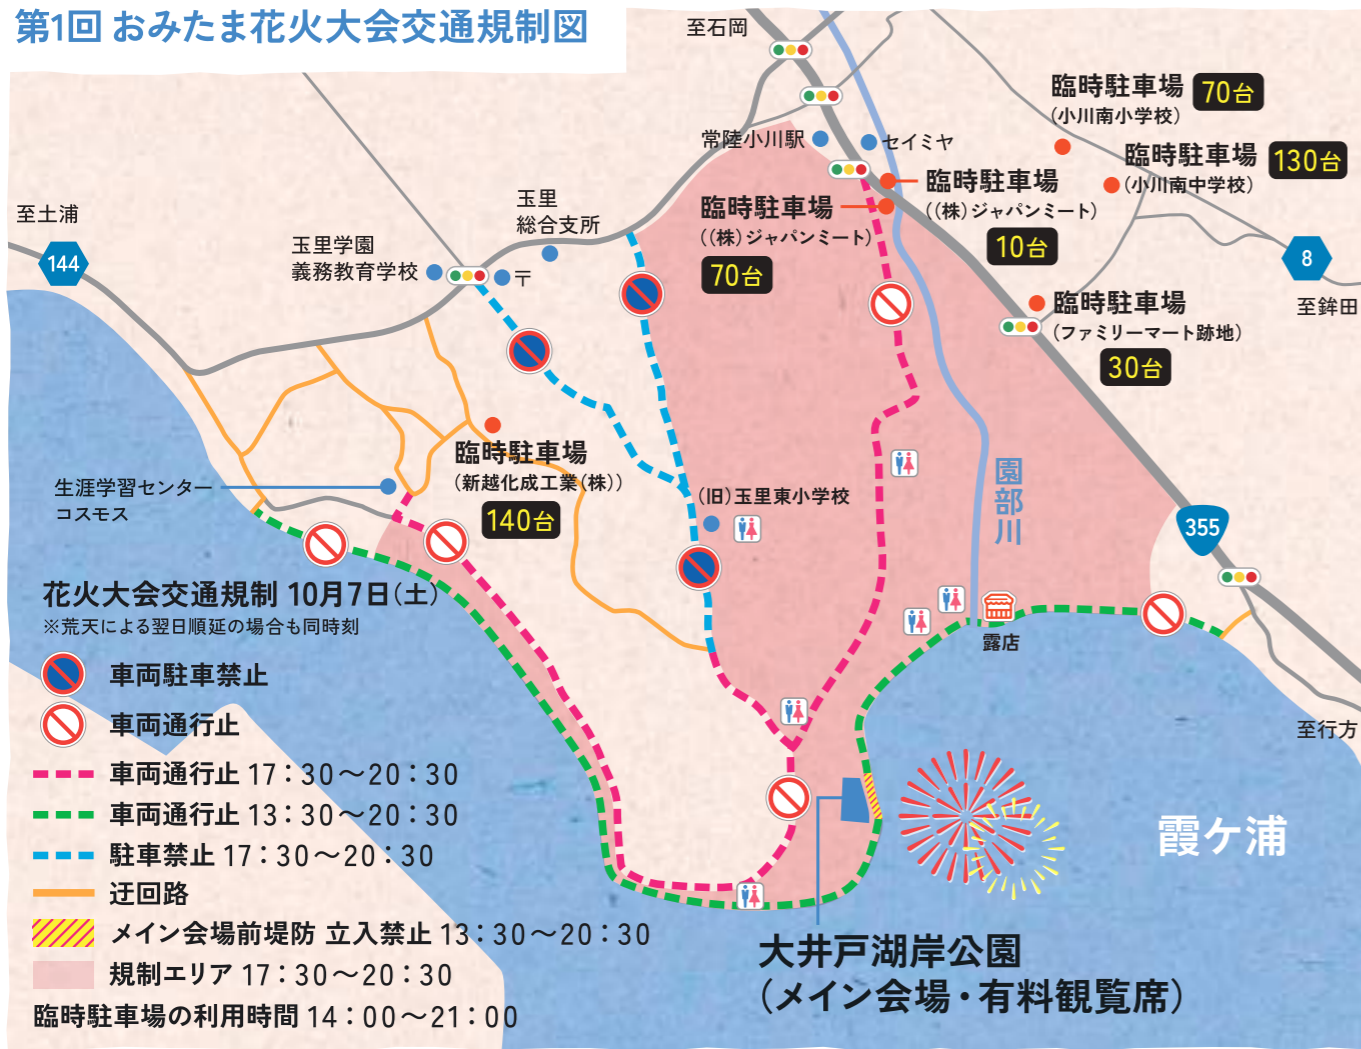 第1回 おみたま花火大会交通規制図
至石岡
臨時駐車場 70台
(小川南小学校)
常陸小川駅
セイミヤ
臨時駐車場 130台
(小川南中学校)
臨時駐車場
((株)ジャパンミート)
10台
臨時駐車場
((株)ジャパンミート)
70台
玉里
総合支所
至土浦
144
玉里学園
義務教育学校
〒
8
至鉾田
臨時駐車場
(ファミリーマート跡地)
30台
臨時駐車場
(新越化成工業(株))
140台
生涯学習センター
コスモス
(旧)玉里東小学校
園部川
355
露店
至行方
花火大会交通規制 10月7日(土)
※荒天による翌日順延の場合も同時刻
車両駐車禁止
車両通行止
車両通行止 17:30〜20:30
車両通行止 13:30〜20:30
駐車禁止 17:30〜20:30
迂回路
メイン会場前堤防 立入禁止 13:30〜20:30
規制エリア 17:30〜20:30
臨時駐車場の利用時間 14:00〜21:00
霞ケ浦
大井戸湖岸公園
(メイン会場・有料観覧席)